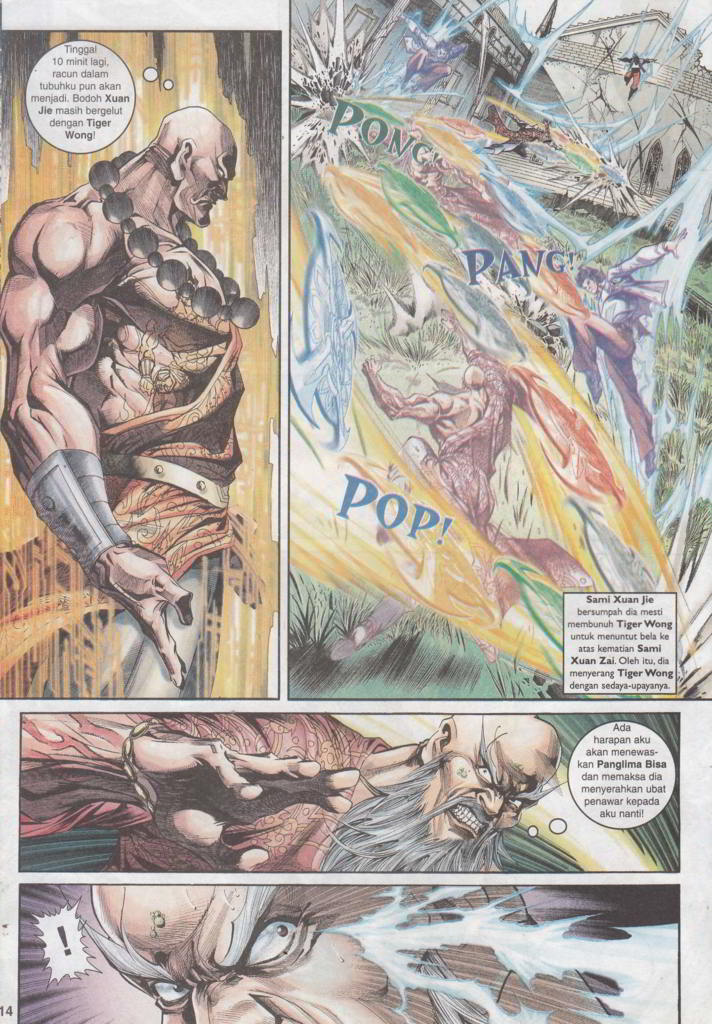 Tinggal
10 minit lagi,
racun dalam
tubuhku pun akan
menjadi. Bodoh Xuan
Jie masih bergelut
dengan Tiger
Wong!
PONG!
PANG!
POP!
Sami Xuan Jie
bersumpah dia mesti
membunuh Tiger Wong
untuk menuntut bela ke
atas kematian Sami
Xuan Zai. Oleh itu, dia
menyerang Tiger Wong
dengan sedaya-upayanya.
Ada
harapan aku
akan menewas-
kan Panglima Bisa
dan memaksa dia
menyerahkan ubat
penawar kepada
aku nanti!
!
14